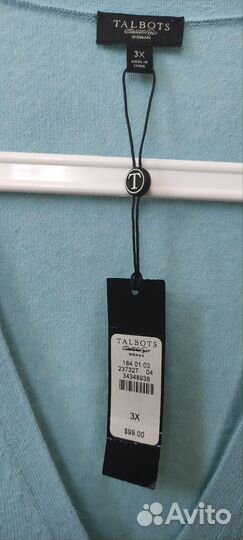 TALBOTS
WOMAN
3X
MADE IN
CHINA
T
TALBOTS
WOMAN
184 01 03
237327 04
34348938
3X
$99.00
Avito